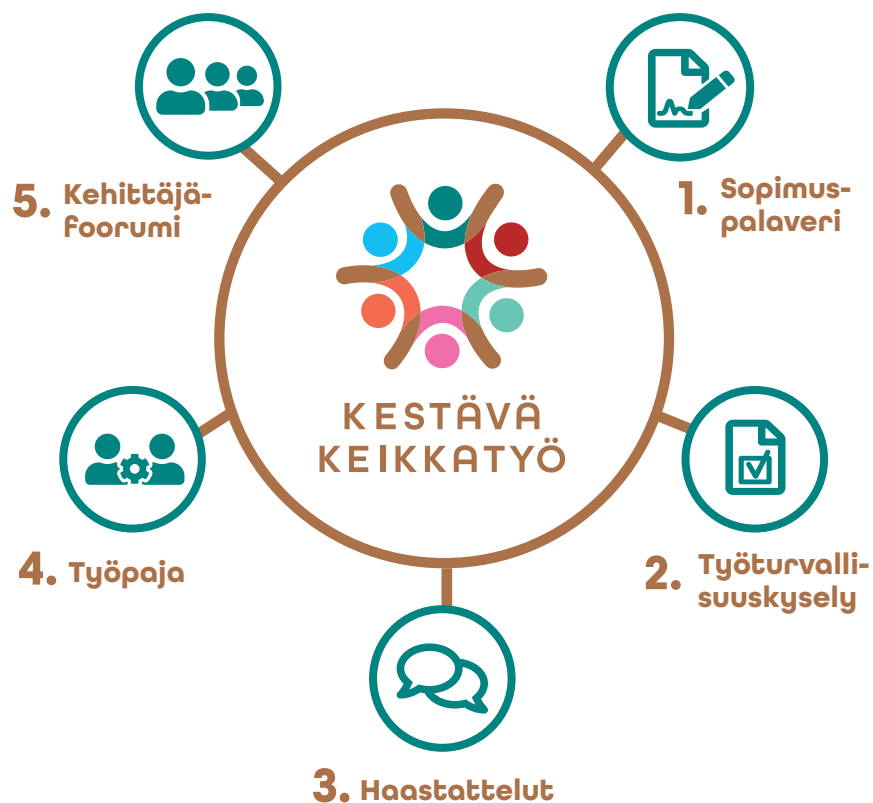 KESTÄVÄ
KEIKKATYÖ
1. Sopimus-
palaveri
2. Työturvalli-
suuskysely
3. Haastattelut
4. Työpaja
5. Kehittäjä-
foorumi